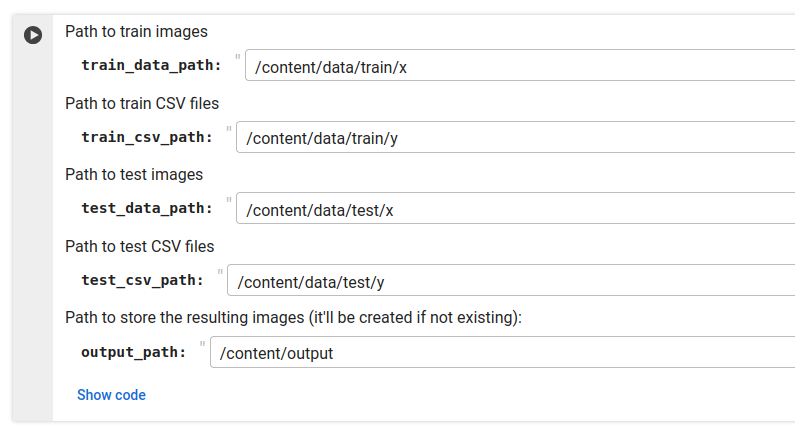 Path to train images
train_data_path: " /content/data/train/x
Path to train CSV files
train_csv_path: " /content/data/train/y
Path to test images
test_data_path: " /content/data/test/x
Path to test CSV files
test_csv_path: " /content/data/test/y
Path to store the resulting images (it'll be created if not existing):
output_path: " /content/output
Show code